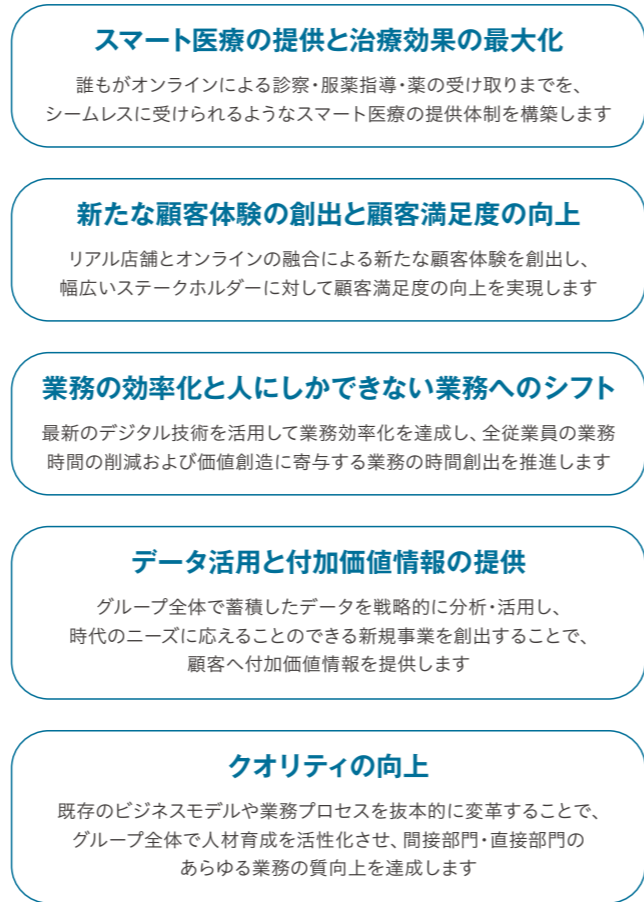 スマート医療の提供と治療効果の最大化
誰もがオンラインによる診察・服薬指導・薬の受け取りまでを、
シームレスに受けられるようなスマート医療の提供体制を構築します
新たな顧客体験の創出と顧客満足度の向上
リアル店舗とオンラインの融合による新たな顧客体験を創出し、
幅広いステークホルダーに対して顧客満足度の向上を実現します
業務の効率化と人にしかできない業務へのシフト
最新のデジタル技術を活用して業務効率化を達成し、全従業員の業務
時間の削減および価値創造に寄与する業務の時間創出を推進します
データ活用と付加価値情報の提供
グループ全体で蓄積したデータを戦略的に分析・活用し、
時代のニーズに応えることのできる新規事業を創出することで、
顧客へ付加価値情報を提供します
クオリティの向上
既存のビジネスモデルや業務プロセスを抜本的に変革することで、
グループ全体で人材育成を活性化させ、間接部門・直接部門の
あらゆる業務の質向上を達成します